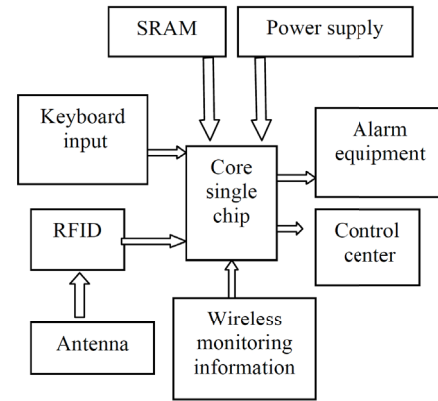 SRAM
Power supply
Keyboard
input
Core
single
chip
Alarm
equipment
RFID
Control
center
Antenna
Wireless
monitoring
information